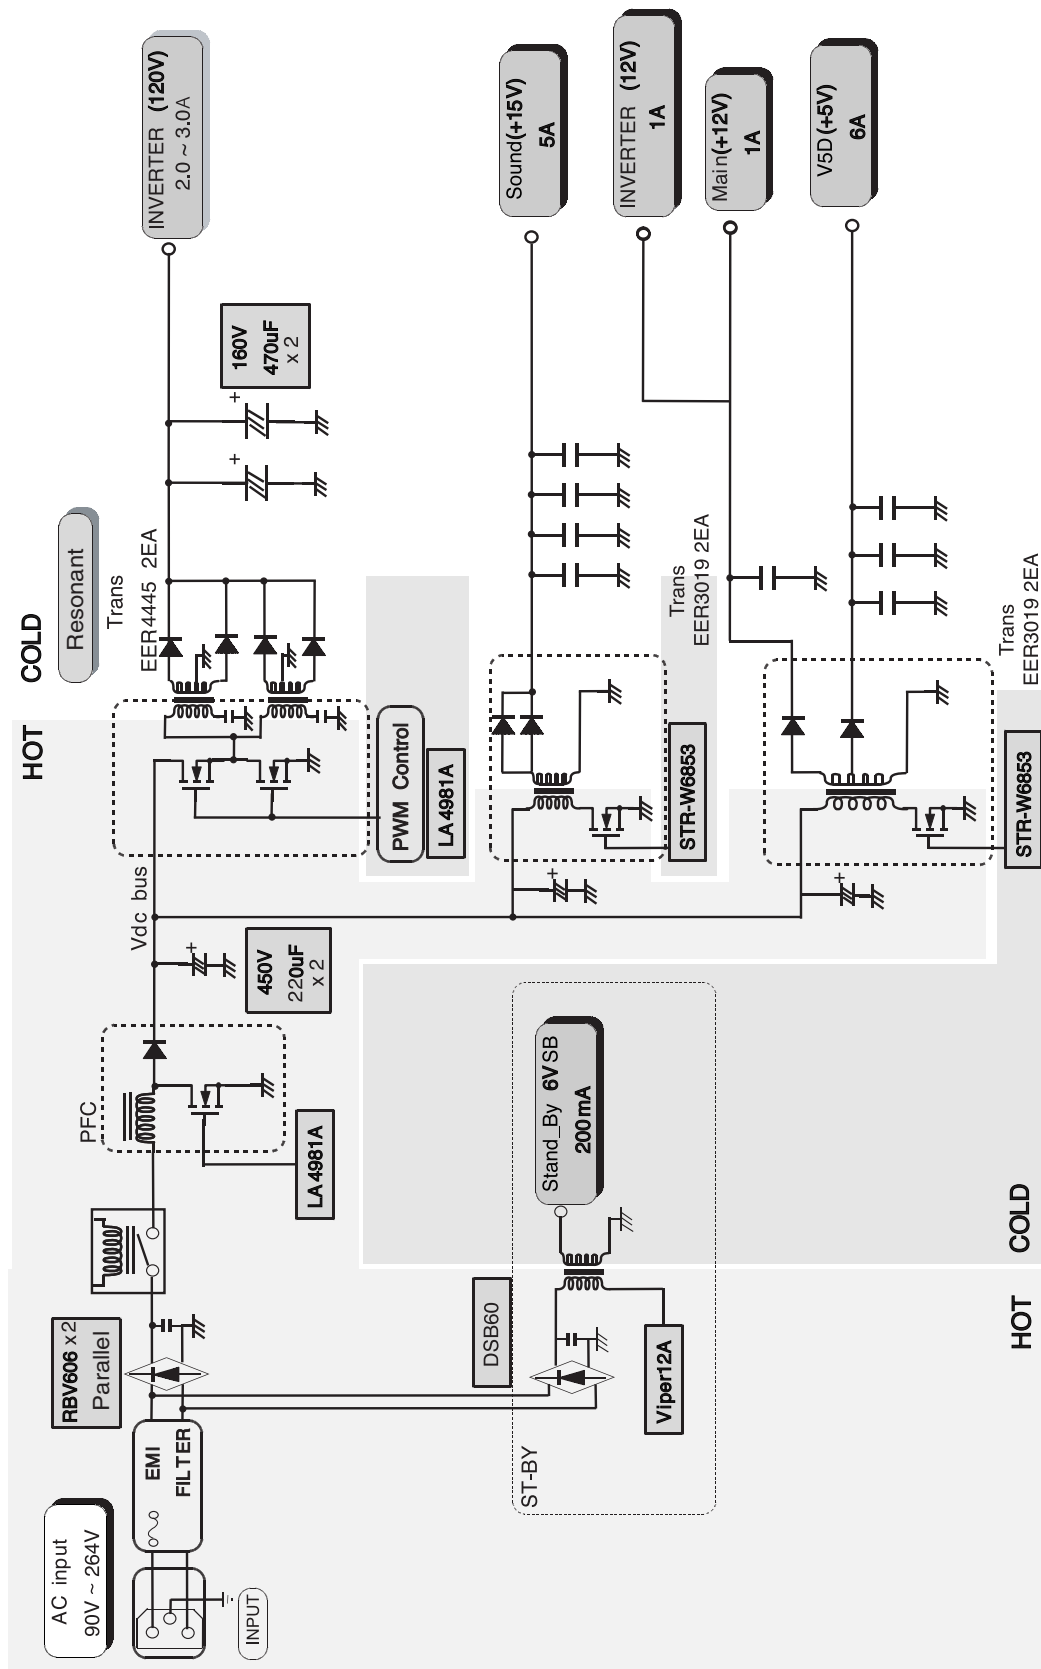 AC input
90V ~ 264V
INPUT
EMI
FILTER
RBV606 x 2
Parallel
PFC
LA4981A
450V
220uF
x 2
Vdc bus
HOT
COLD
Resonant
Trans
EER4445 2EA
PWM Control
LA4981A
160V
470uF
x 2
INVERTER (120V)
2.0 ~ 3.0A
ST-BY
DSB60
Viper12A
Stand_By 6VSB
200mA
STR-W6853
Trans
EER3019 2EA
Sound(+15V)
5A
INVERTER (12V)
1A
Main(+12V)
1A
V5D(+5V)
6A
STR-W6853
Trans
EER3019 2EA
HOT
COLD
+
+
+
+
+